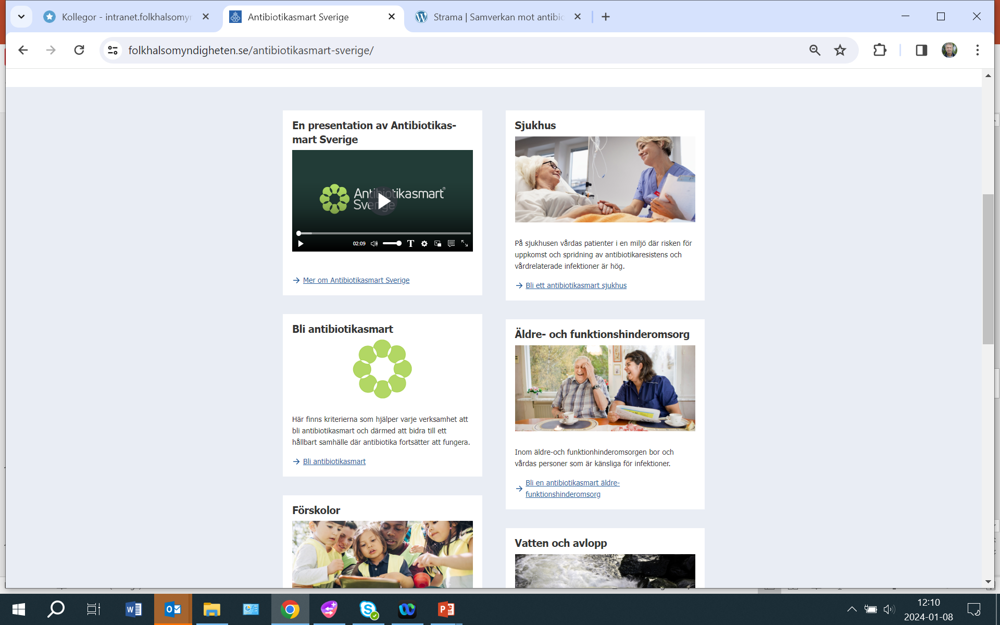 Kollegor - intranet.folkhalsomyn
Antibiotikasmart Sverige
Strama | Samverkan mot antibio
folkhalsomyndigheten.se/antibiotikasmart-sverige/
En presentation av Antibiotikas-
mart Sverige
Antibiotikasmart
Sverige
02:09
Mer om Antibiotikasmart Sverige
Bli antibiotikasmart
Här finns kriterierna som hjälper varje verksamhet att
bli antibiotikasmart och därmed att bidra till ett
hållbart samhälle där antibiotika fortsätter att fungera.
Bli antibiotikasmart
Förskolor
Sjukhus
På sjukhusen vårdas patienter i en miljö där risken för
uppkomst och spridning av antibiotikaresistens och
vårdrelaterade infektioner är hög.
Bli ett antibiotikasmart sjukhus
Äldre- och funktionshinderomsorg
Inom äldre-och funktionhinderomsorgen bor och
vårdas personer som är känsliga för infektioner.
Bli en antibiotikasmart äldre-
funktionshinderomsorg
Vatten och avlopp
12:10
2024-01-08